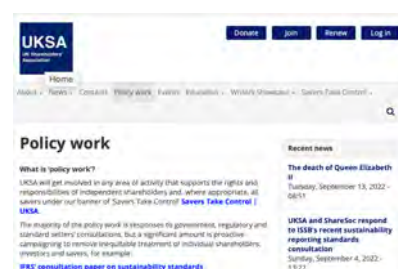 Donate Join Renew Log in
UKSA
UK Shareholders'
Association
Home
About News Contacts Policy work Events Education Writers Showcase Savers Take Control
Policy work
What is 'policy work'?
UKSA will get involved in any area of activity that supports the rights and
responsibilities of independent shareholders and, where appropriate, all
savers under our banner of 'Savers Take Control' Savers Take Control |
UKSA
The majority of the policy work is responses to government, regulatory and
standard setters' consultations, but a significant amount is proactive -
campaigning to remove inequitable treatment of individual shareholders,
investors and savers, for example:
IFRS' consultation paper on sustainability standards
Recent news
The death of Queen Elizabeth
II
Tuesday, September 13, 2022 -
08:51
UKSA and ShareSoc respond
to ISSB's recent sustainability
reporting standards
consultation
Sunday, September 4, 2022 -